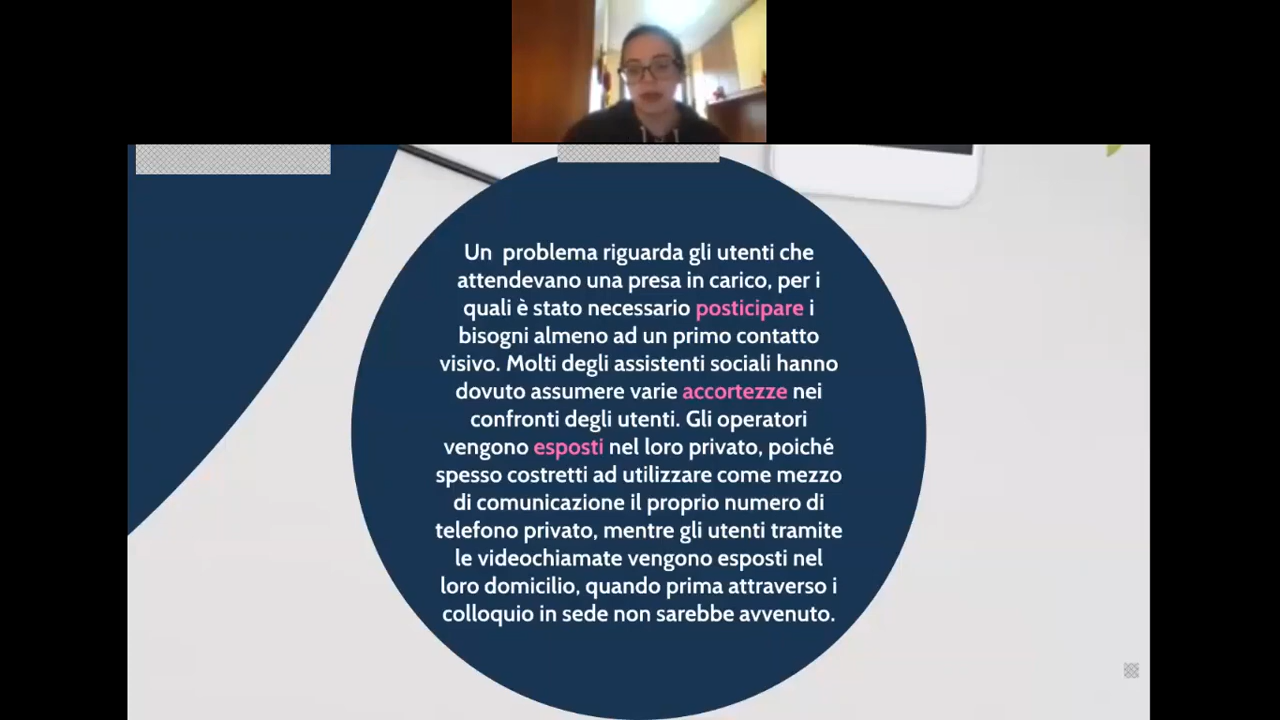 Un problema riguarda gli utenti che
attendevano una presa in carico, per i
quali è stato necessario posticipare i
bisogni almeno ad un primo contatto
visivo. Molti degli assistenti sociali hanno
dovuto assumere varie accortezze nei
confronti degli utenti. Gli operatori
vengono esposti nel loro privato, poiché
spesso costretti ad utilizzare come mezzo
di comunicazione il proprio numero di
telefono privato, mentre gli utenti tramite
le videochiamate vengono esposti nel
loro domicilio, quando prima attraverso i
colloquio in sede non sarebbe avvenuto.